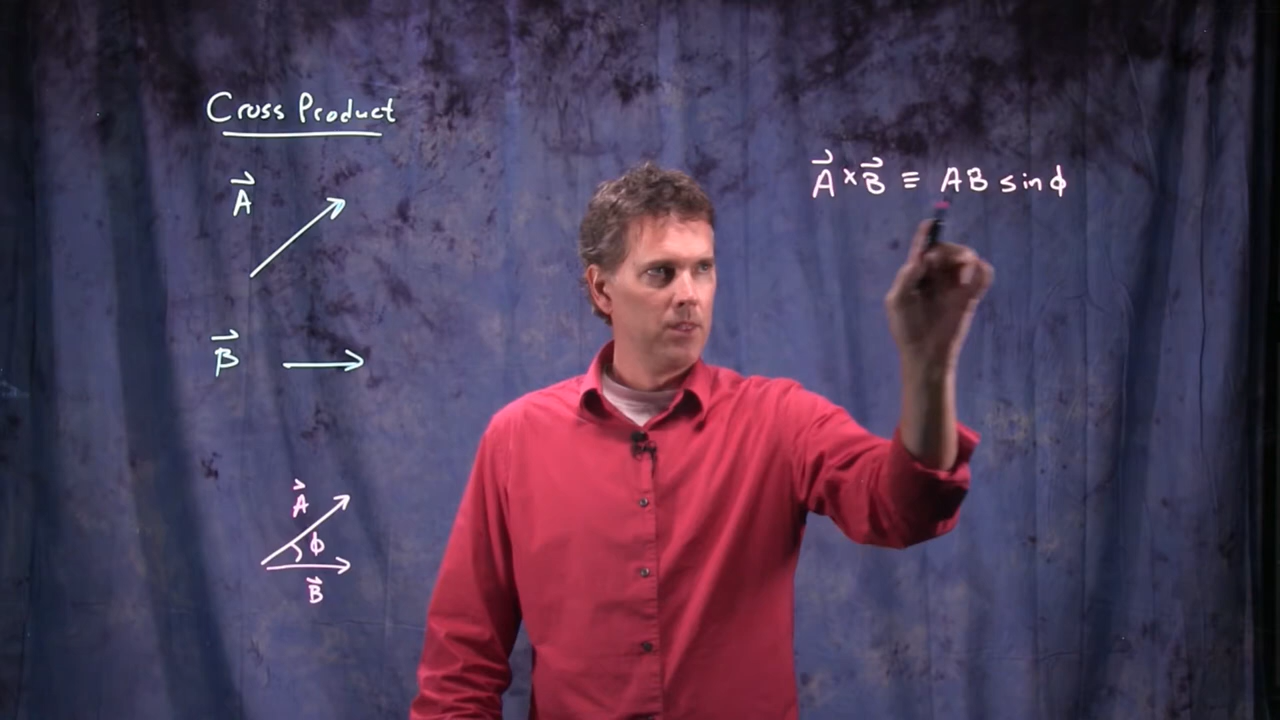 Cross Product
A⃗
B⃗
A⃗
ϕ
B⃗
A⃗ × B⃗ ≡ AB sin ϕ